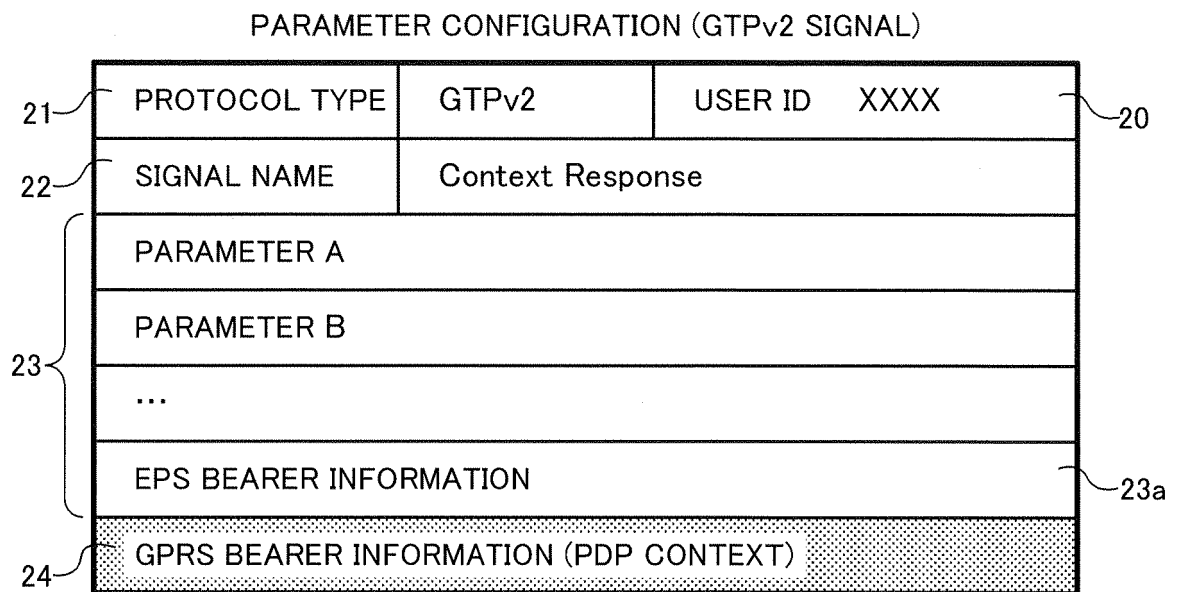 PARAMETER CONFIGURATION (GTPv2 SIGNAL)
21 PROTOCOL TYPE GTPv2 USER ID XXXX 20
22 SIGNAL NAME Context Response
PARAMETER A
PARAMETER B
23 ...
EPS BEARER INFORMATION 23a
24 GPRS BEARER INFORMATION (PDP CONTEXT)